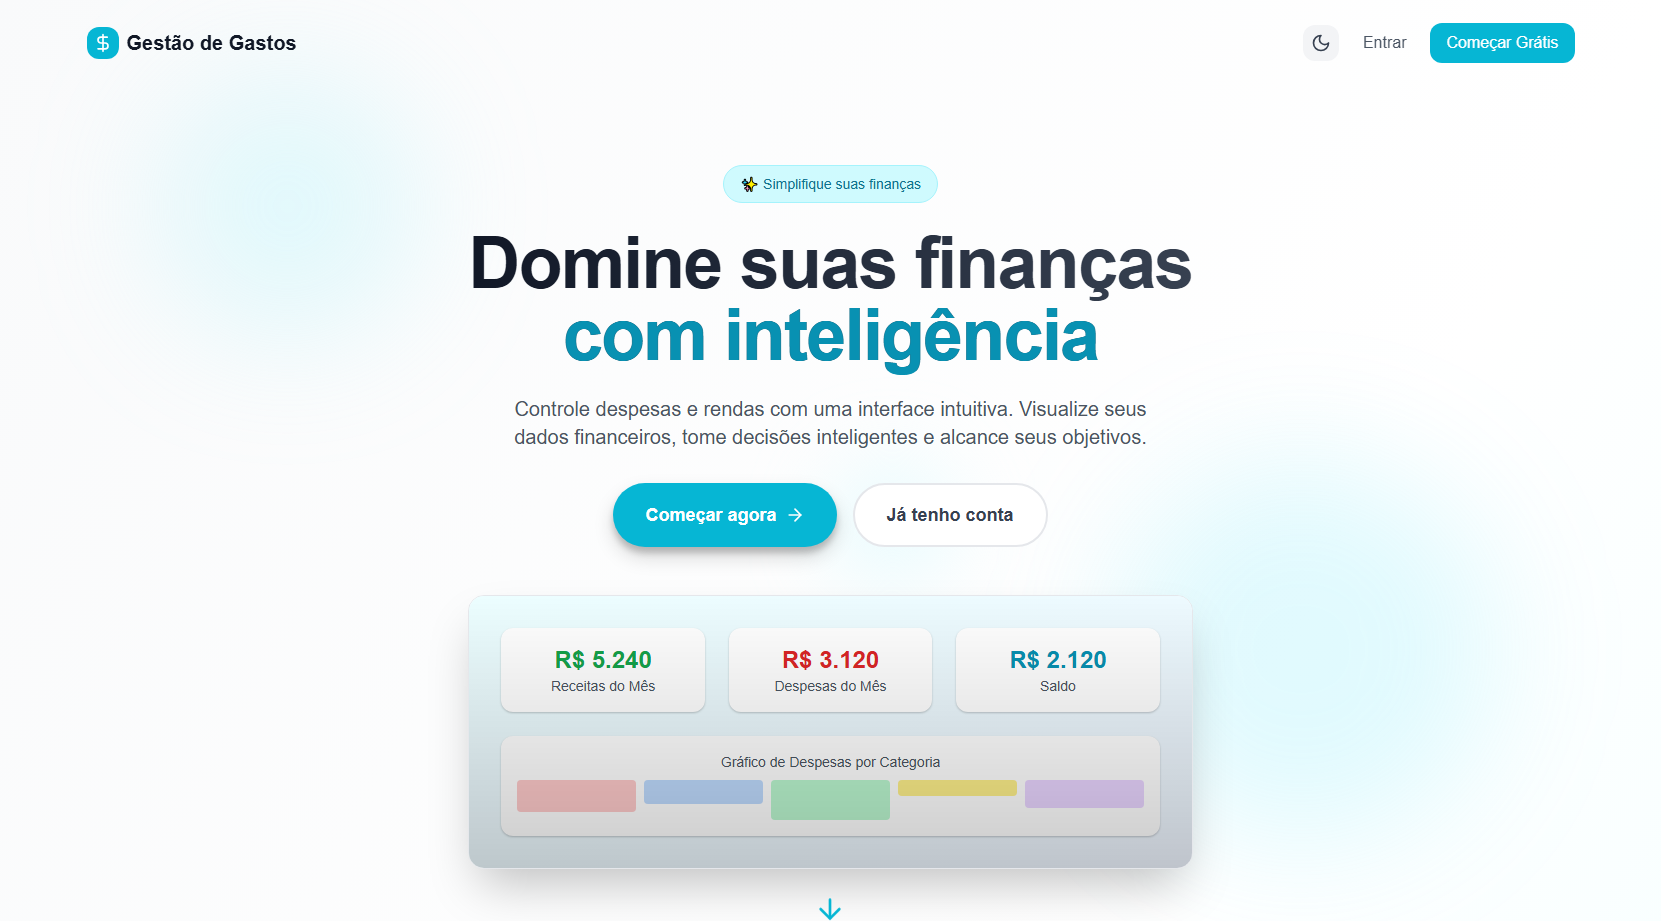 Gestão de Gastos
Entrar
Começar Grátis
✨ Simplifique suas finanças
Domine suas finanças
com inteligência
Controle despesas e rendas com uma interface intuitiva. Visualize seus
dados financeiros, tome decisões inteligentes e alcance seus objetivos.
Começar agora →
Já tenho conta
R$ 5.240
Receitas do Mês
R$ 3.120
Despesas do Mês
R$ 2.120
Saldo
Gráfico de Despesas por Categoria